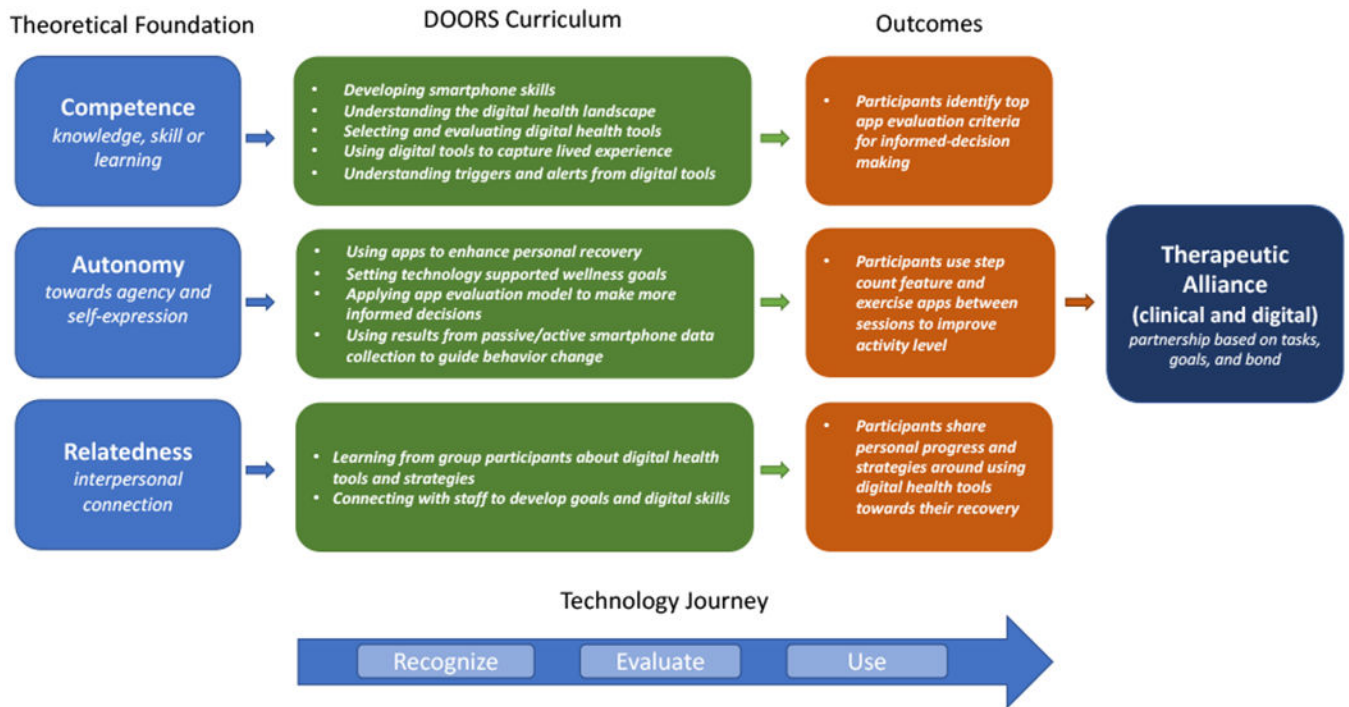 Theoretical Foundation
DOORS Curriculum
Outcomes
Competence
knowledge, skill or
learning
• Developing smartphone skills
• Understanding the digital health landscape
• Selecting and evaluating digital health tools
• Using digital tools to capture lived experience
• Understanding triggers and alerts from digital tools
• Participants identify top
app evaluation criteria
for informed-decision
making
Autonomy
towards agency and
self-expression
• Using apps to enhance personal recovery
• Setting technology supported wellness goals
• Applying app evaluation model to make more
informed decisions
• Using results from passive/active smartphone data
collection to guide behavior change
• Participants use step
count feature and
exercise apps between
sessions to improve
activity level
Therapeutic
Alliance
(clinical and digital)
partnership based on tasks,
goals, and bond
Relatedness
interpersonal
connection
• Learning from group participants about digital health
tools and strategies
• Connecting with staff to develop goals and digital skills
• Participants share
personal progress and
strategies around using
digital health tools
towards their recovery
Technology Journey
Recognize
Evaluate
Use